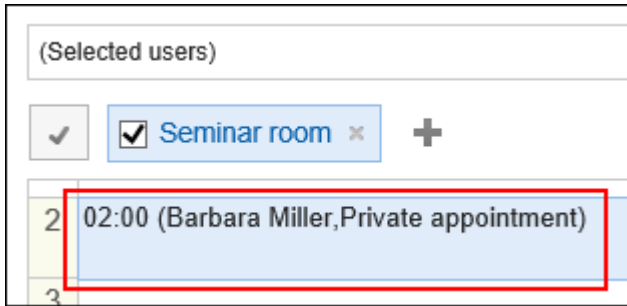 (Selected users)
Seminar room
2 02:00 (Barbara Miller,Private appointment)
3